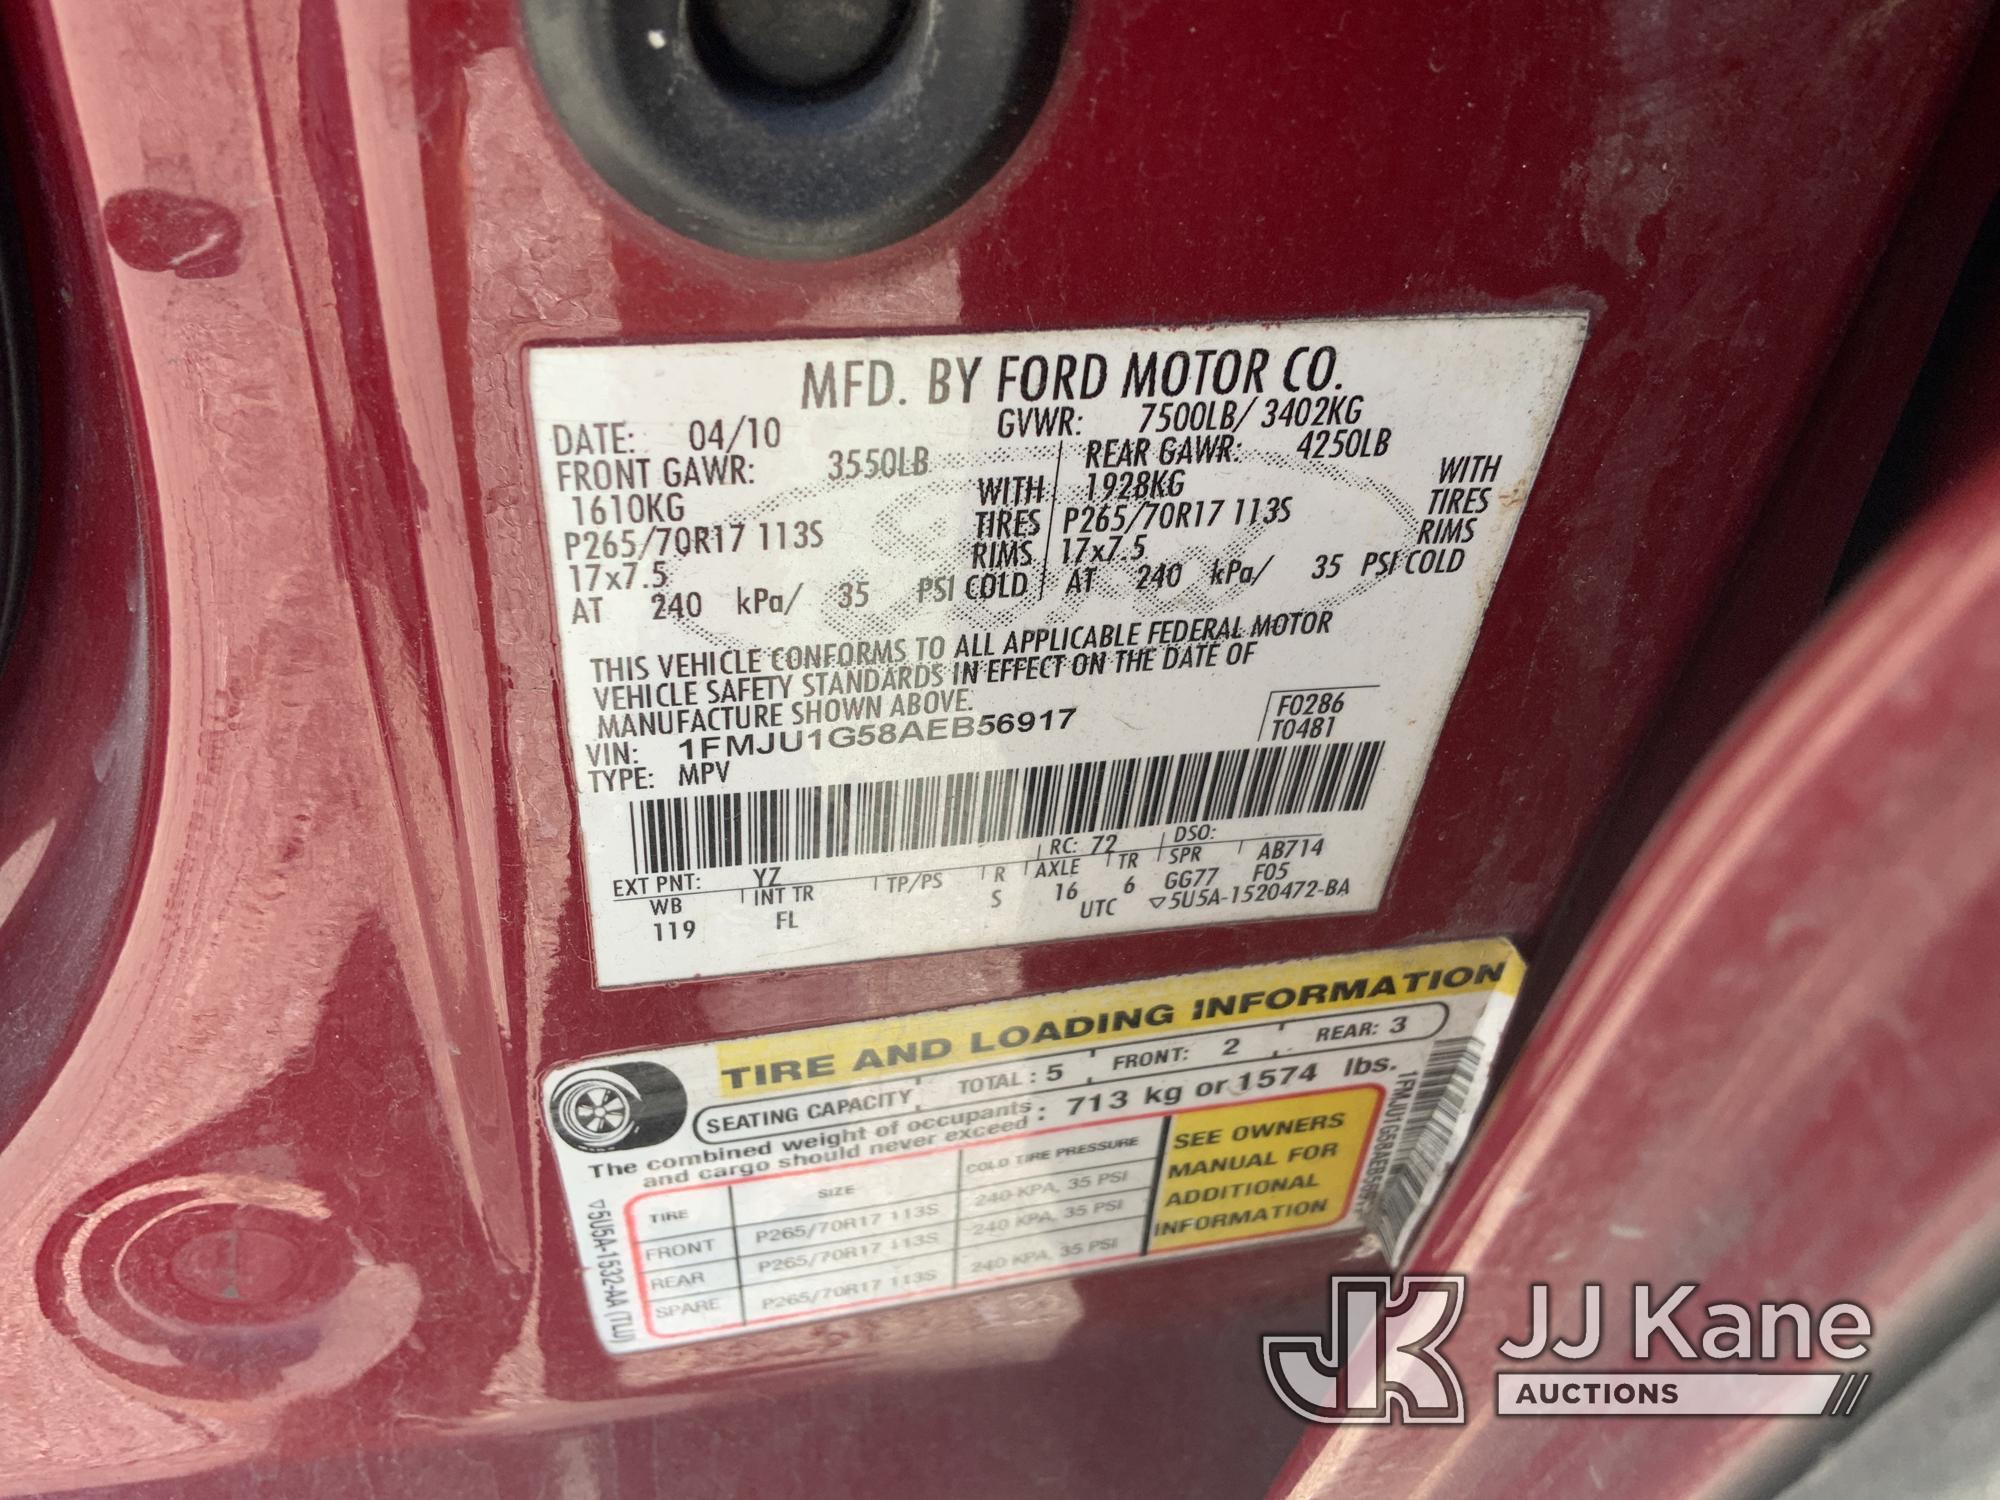 MFD. BY FORD MOTOR CO.
DATE: 04/10 GVWR: 7500LB/ 3402KG
FRONT GAWR: 3550LB REAR GAWR: 4250LB
1610KG WITH 1928KG WITH
P265/70R17 113S TIRES P265/70R17 113S TIRES
17x7.5 RIMS 17x7.5 RIMS
AT 240 kPa/ 35 PSI COLD AT 240 kPa/ 35 PSI COLD
THIS VEHICLE CONFORMS TO ALL APPLICABLE FEDERAL MOTOR
VEHICLE SAFETY STANDARDS IN EFFECT ON THE DATE OF
MANUFACTURE SHOWN ABOVE.
VIN: 1FMJU1G58AEB56917 F0286
TYPE: MPV T0481
EXT PNT: YZ RC: 72 DSO:
WB INT TR TP/PS R AXLE TR SPR AB714
119 FL S 16 6 GG77 F05
UTC ▽5U5A-1520472-BA
TIRE AND LOADING INFORMATION
SEATING CAPACITY TOTAL : 5 FRONT: 2 REAR: 3
The combined weight of occupants : 713 kg or 1574 lbs.
and cargo should never exceed
TIRE SIZE COLD TIRE PRESSURE
FRONT P265/70R17 113S 240 KPA, 35 PSI
REAR P265/70R17 113S 240 KPA, 35 PSI
SPARE P265/70R17 113S 240 KPA, 35 PSI
SEE OWNERS
MANUAL FOR
ADDITIONAL
INFORMATION
▽5U5A-1532-AA (TLU)
1FMJU1G58AEB56917
JK JJ Kane
AUCTIONS